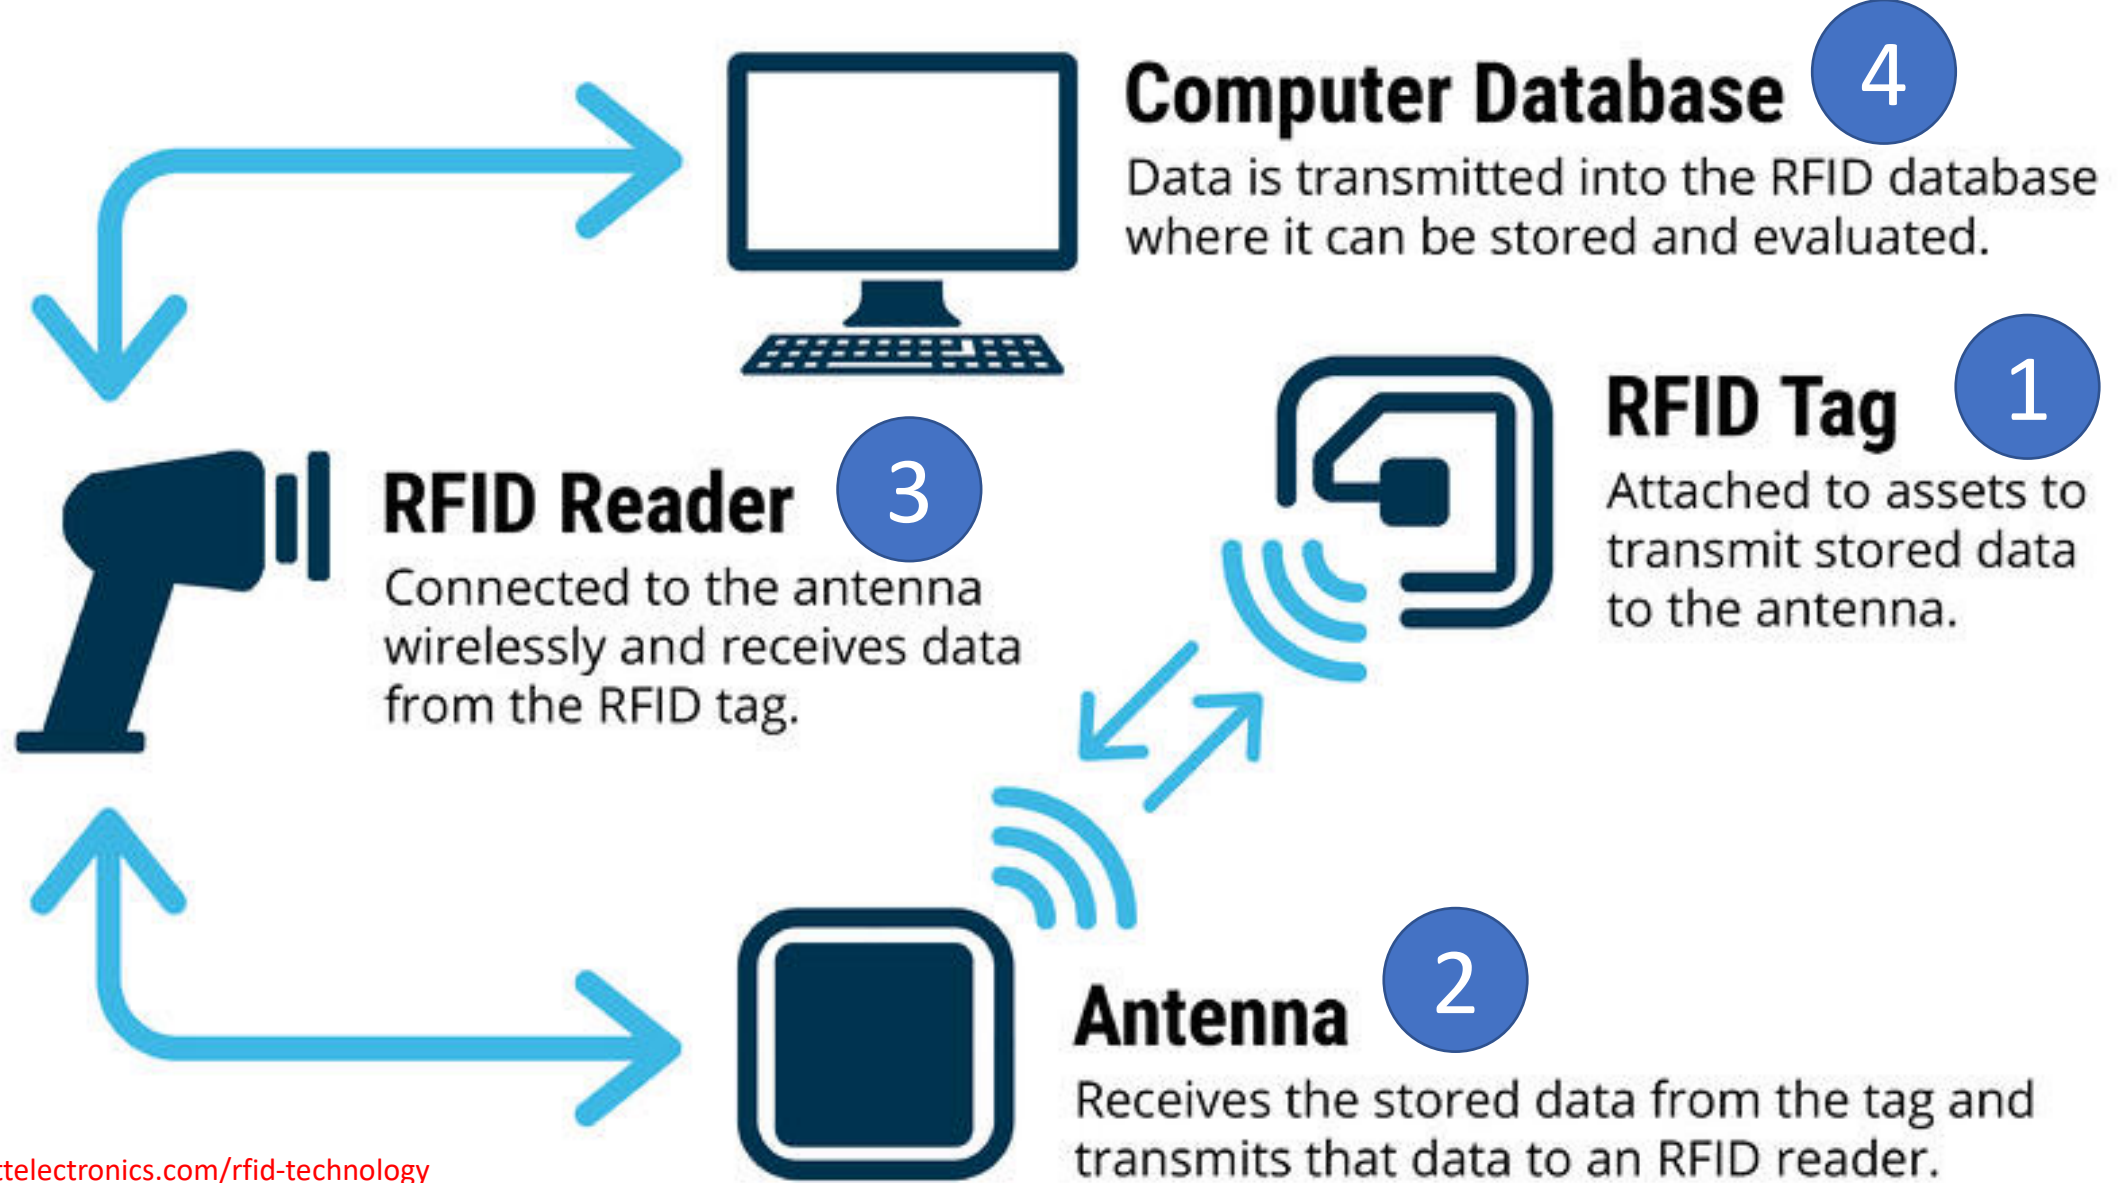 Computer Database
4
Data is transmitted into the RFID database
where it can be stored and evaluated.
RFID Tag
1
Attached to assets to
transmit stored data
to the antenna.
RFID Reader
3
Connected to the antenna
wirelessly and receives data
from the RFID tag.
Antenna
2
Receives the stored data from the tag and
transmits that data to an RFID reader.
ttelectronics.com/rfid-technology